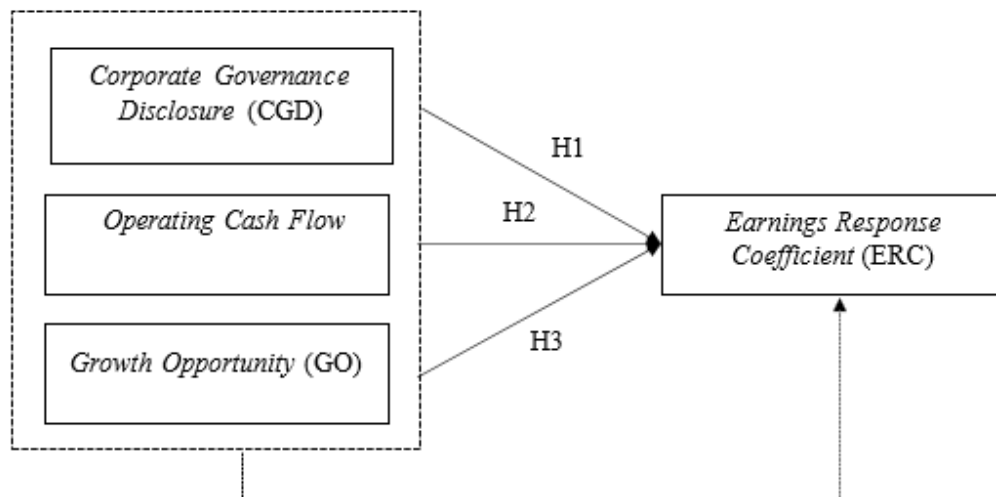 Corporate Governance
Disclosure (CGD)
H1
Operating Cash Flow
H2
Earnings Response
Coefficient (ERC)
H3
Growth Opportunity (GO)